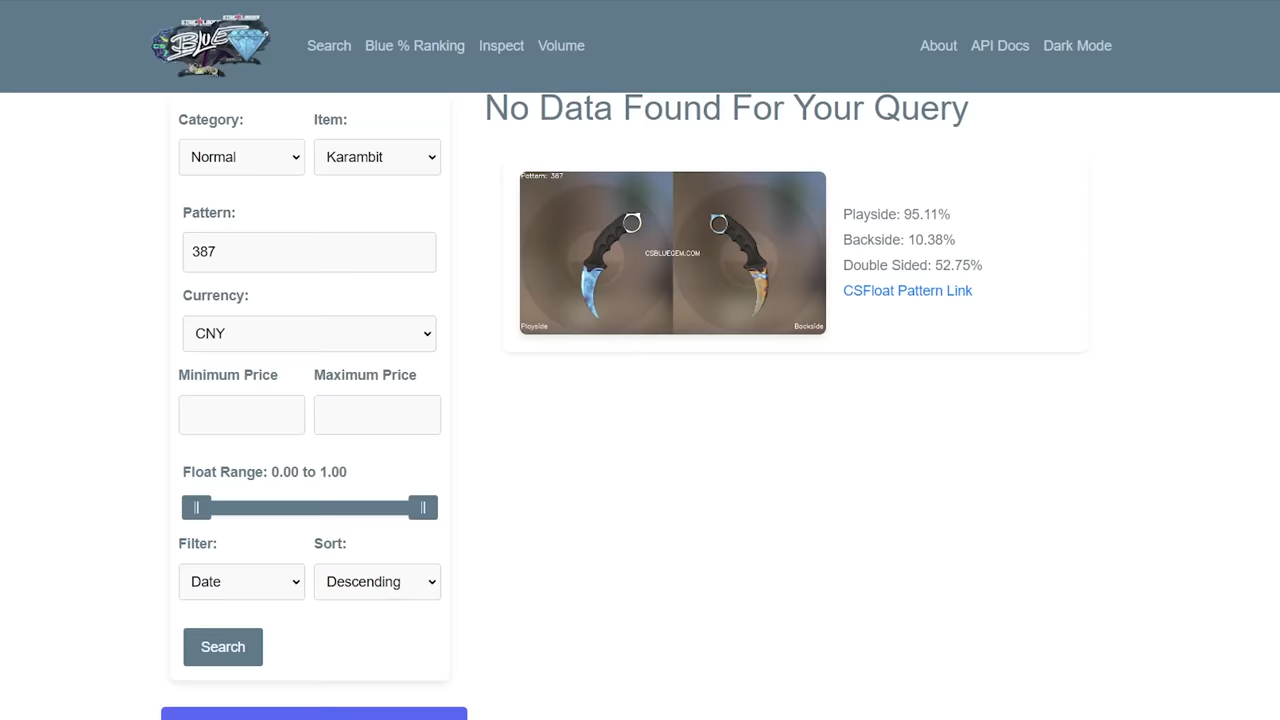 BLUE
Search
Blue % Ranking
Inspect
Volume
About
API Docs
Dark Mode
Category:
Item:
Normal
Karambit
Pattern:
387
Currency:
CNY
Minimum Price
Maximum Price
Float Range: 0.00 to 1.00
Filter:
Sort:
Date
Descending
Search
No Data Found For Your Query
Pattern: 387
CSBLUEGEM.COM
Playside
Backside
Playside: 95.11%
Backside: 10.38%
Double Sided: 52.75%
CSFloat Pattern Link